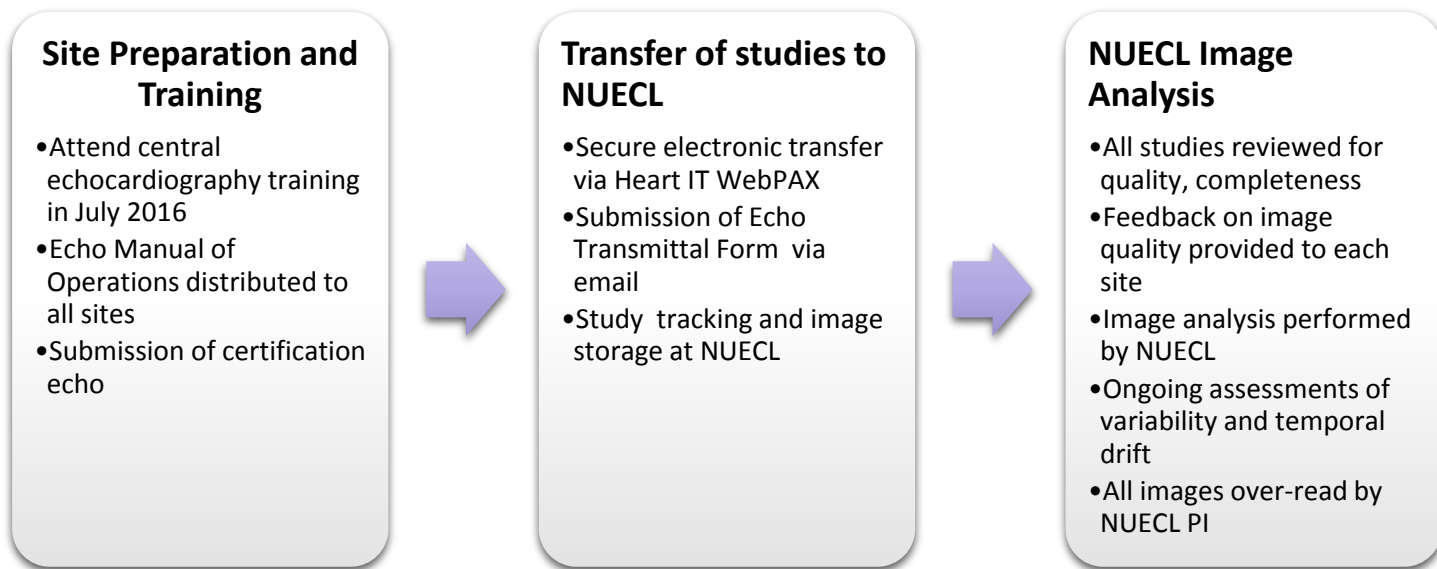 Site Preparation and
Training
•Attend central
echocardiography training
in July 2016
•Echo Manual of
Operations distributed to
all sites
•Submission of certification
echo
Transfer of studies to
NUECL
•Secure electronic transfer
via Heart IT WebPAX
•Submission of Echo
Transmittal Form via
email
•Study tracking and image
storage at NUECL
NUECL Image
Analysis
•All studies reviewed for
quality, completeness
•Feedback on image
quality provided to each
site
•Image analysis performed
by NUECL
•Ongoing assessments of
variability and temporal
drift
•All images over-read by
NUECL PI